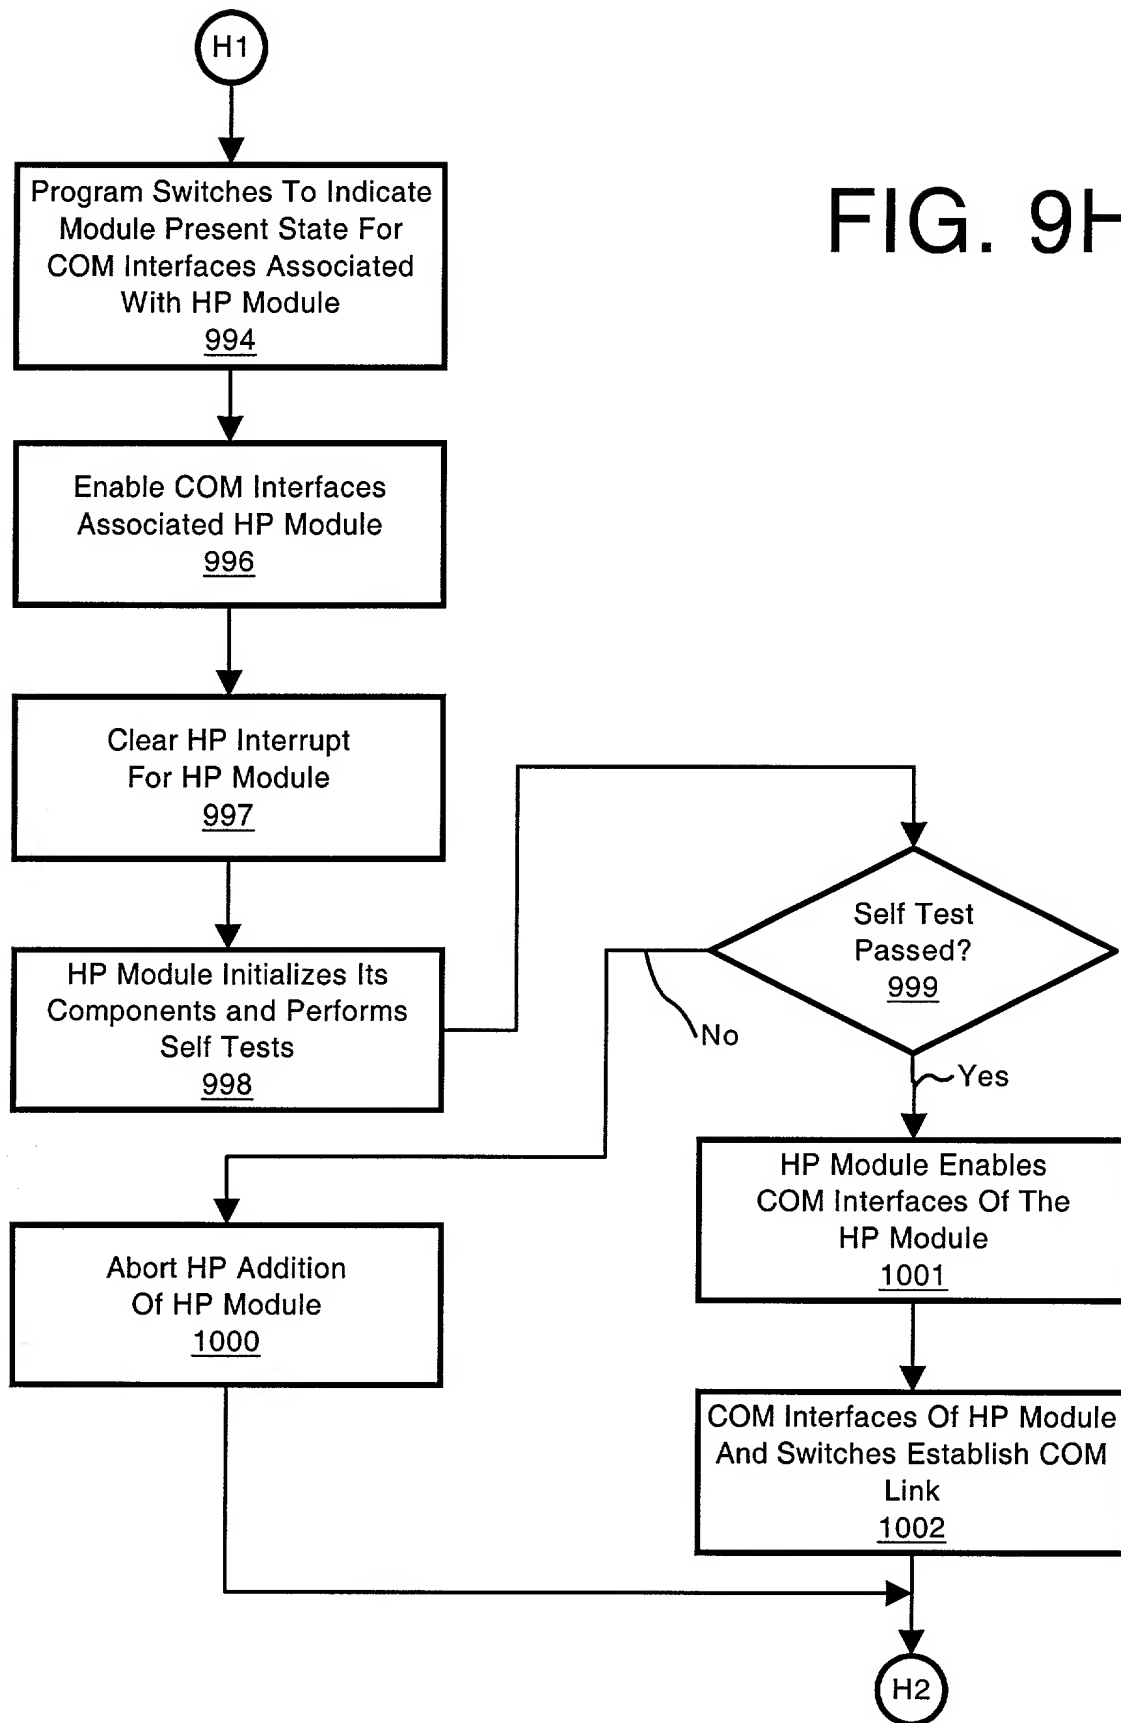 H1
FIG. 9H
Program Switches To Indicate
Module Present State For
COM Interfaces Associated
With HP Module
994
Enable COM Interfaces
Associated HP Module
996
Clear HP Interrupt
For HP Module
997
HP Module Initializes Its
Components and Performs
Self Tests
998
Self Test
Passed?
999
No
Yes
Abort HP Addition
Of HP Module
1000
HP Module Enables
COM Interfaces Of The
HP Module
1001
COM Interfaces Of HP Module
And Switches Establish COM
Link
1002
H2